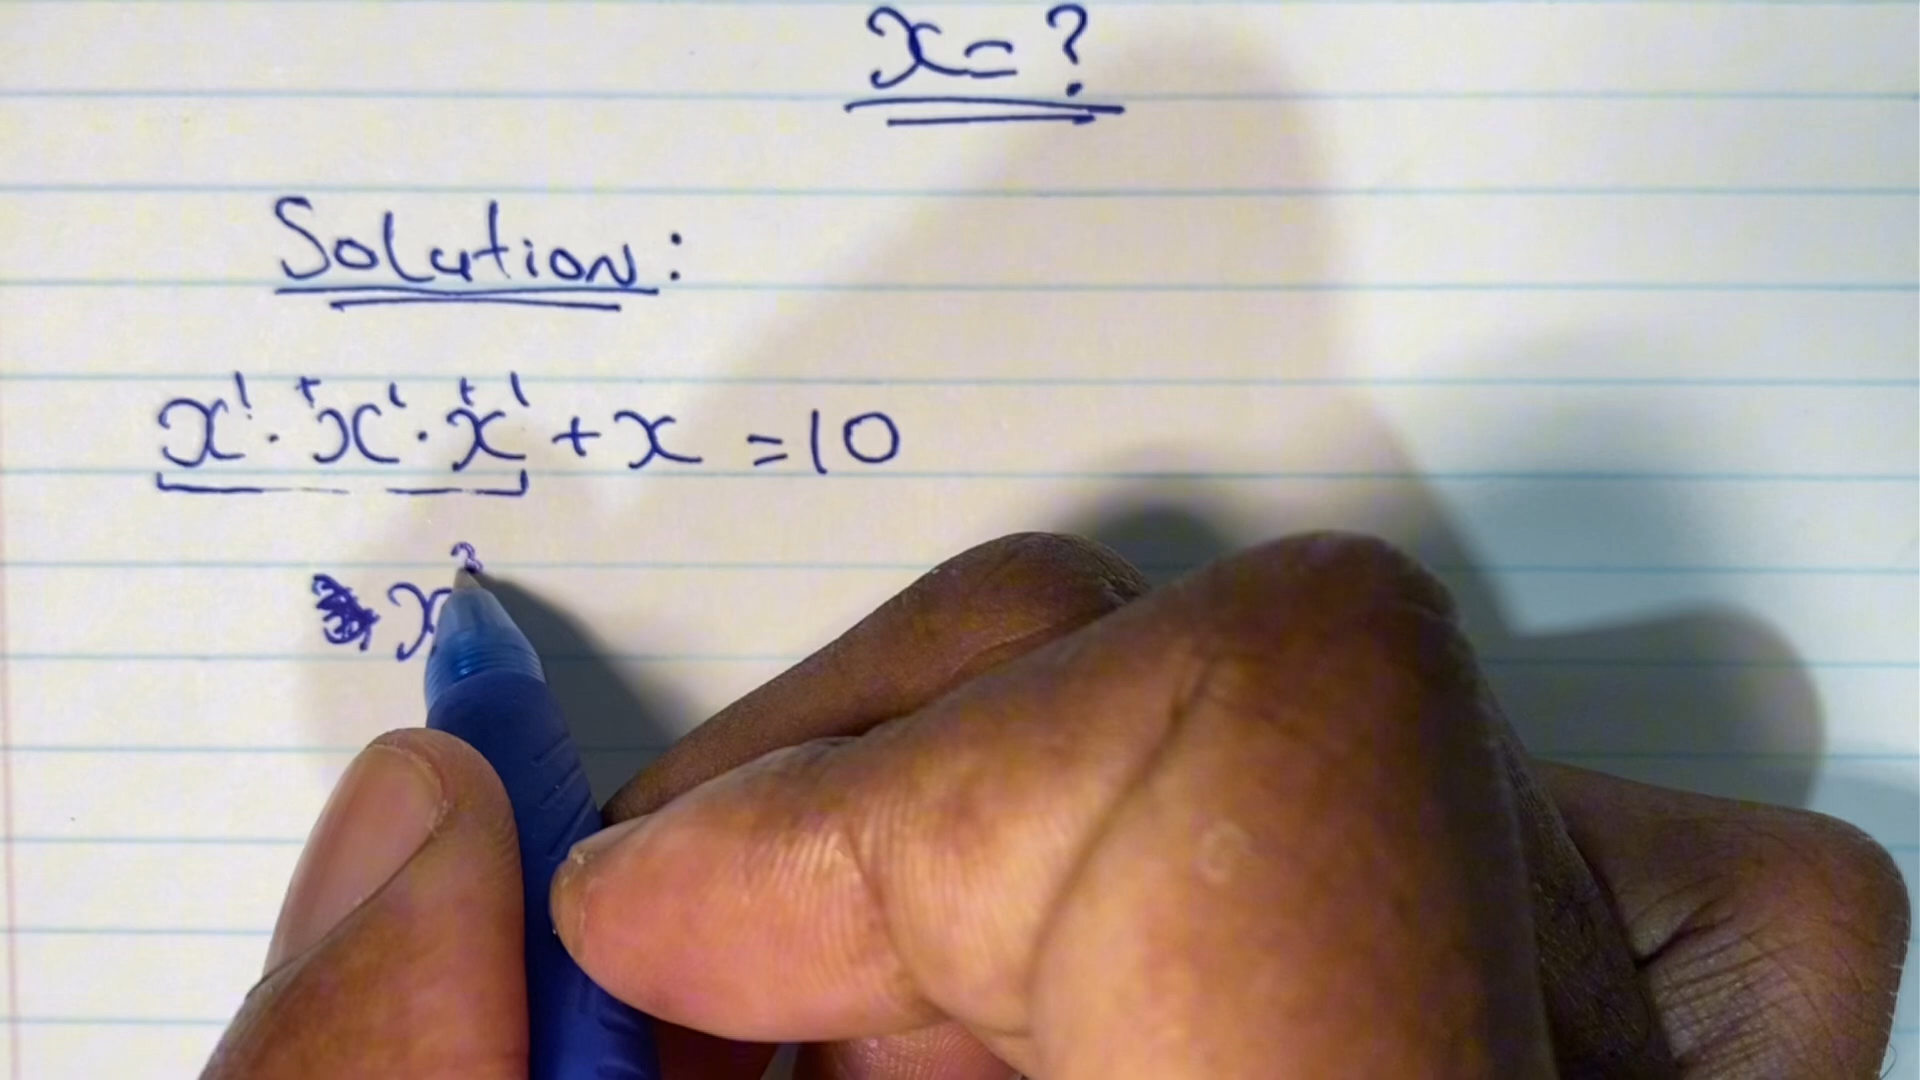 x = ?
Solution:
x¹ · ⁺x¹ · ⁺x¹ + x = 10
x³